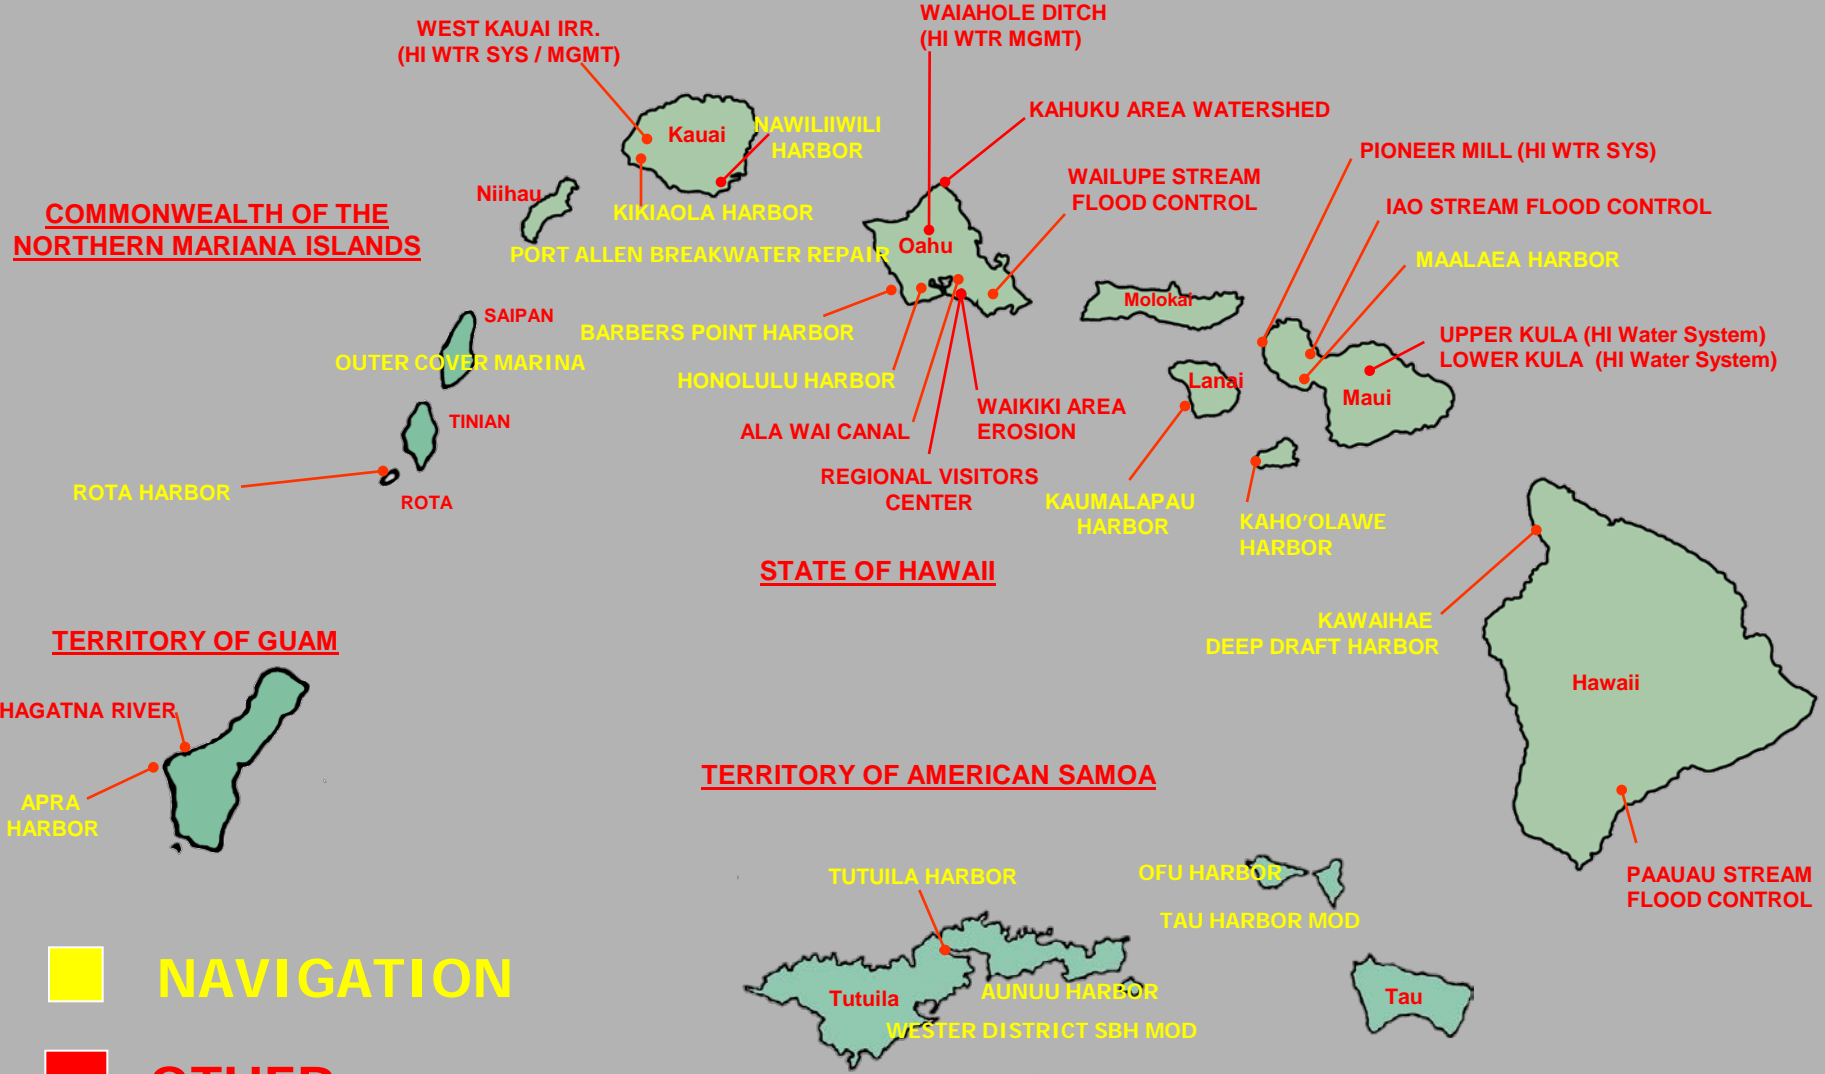 WEST KAUAI IRR.
(HI WTR SYS / MGMT)
WAIAHOLE DITCH
(HI WTR MGMT)
Kauai
NAWILIIWILI
HARBOR
KAHUKU AREA WATERSHED
PIONEER MILL (HI WTR SYS)
Niihau
KIKIAOLA HARBOR
WAILUPE STREAM
FLOOD CONTROL
IAO STREAM FLOOD CONTROL
COMMONWEALTH OF THE
NORTHERN MARIANA ISLANDS
PORT ALLEN BREAKWATER REPAIR
Oahu
MAALAEA HARBOR
Molokai
SAIPAN
BARBERS POINT HARBOR
UPPER KULA (HI Water System)
LOWER KULA (HI Water System)
OUTER COVER MARINA
HONOLULU HARBOR
Lanai
Maui
TINIAN
ALA WAI CANAL
WAIKIKI AREA
EROSION
ROTA HARBOR
ROTA
REGIONAL VISITORS
CENTER
KAUMALAPAU
HARBOR
KAHO'OLAWE
HARBOR
STATE OF HAWAII
KAWAIHAE
DEEP DRAFT HARBOR
TERRITORY OF GUAM
Hawaii
HAGATNA RIVER
APRA
HARBOR
TERRITORY OF AMERICAN SAMOA
PAAUAU STREAM
FLOOD CONTROL
TUTUILA HARBOR
OFU HARBOR
TAU HARBOR MOD
Tutuila
AUNUU HARBOR
Tau
WESTER DISTRICT SBH MOD
NAVIGATION
OTHER